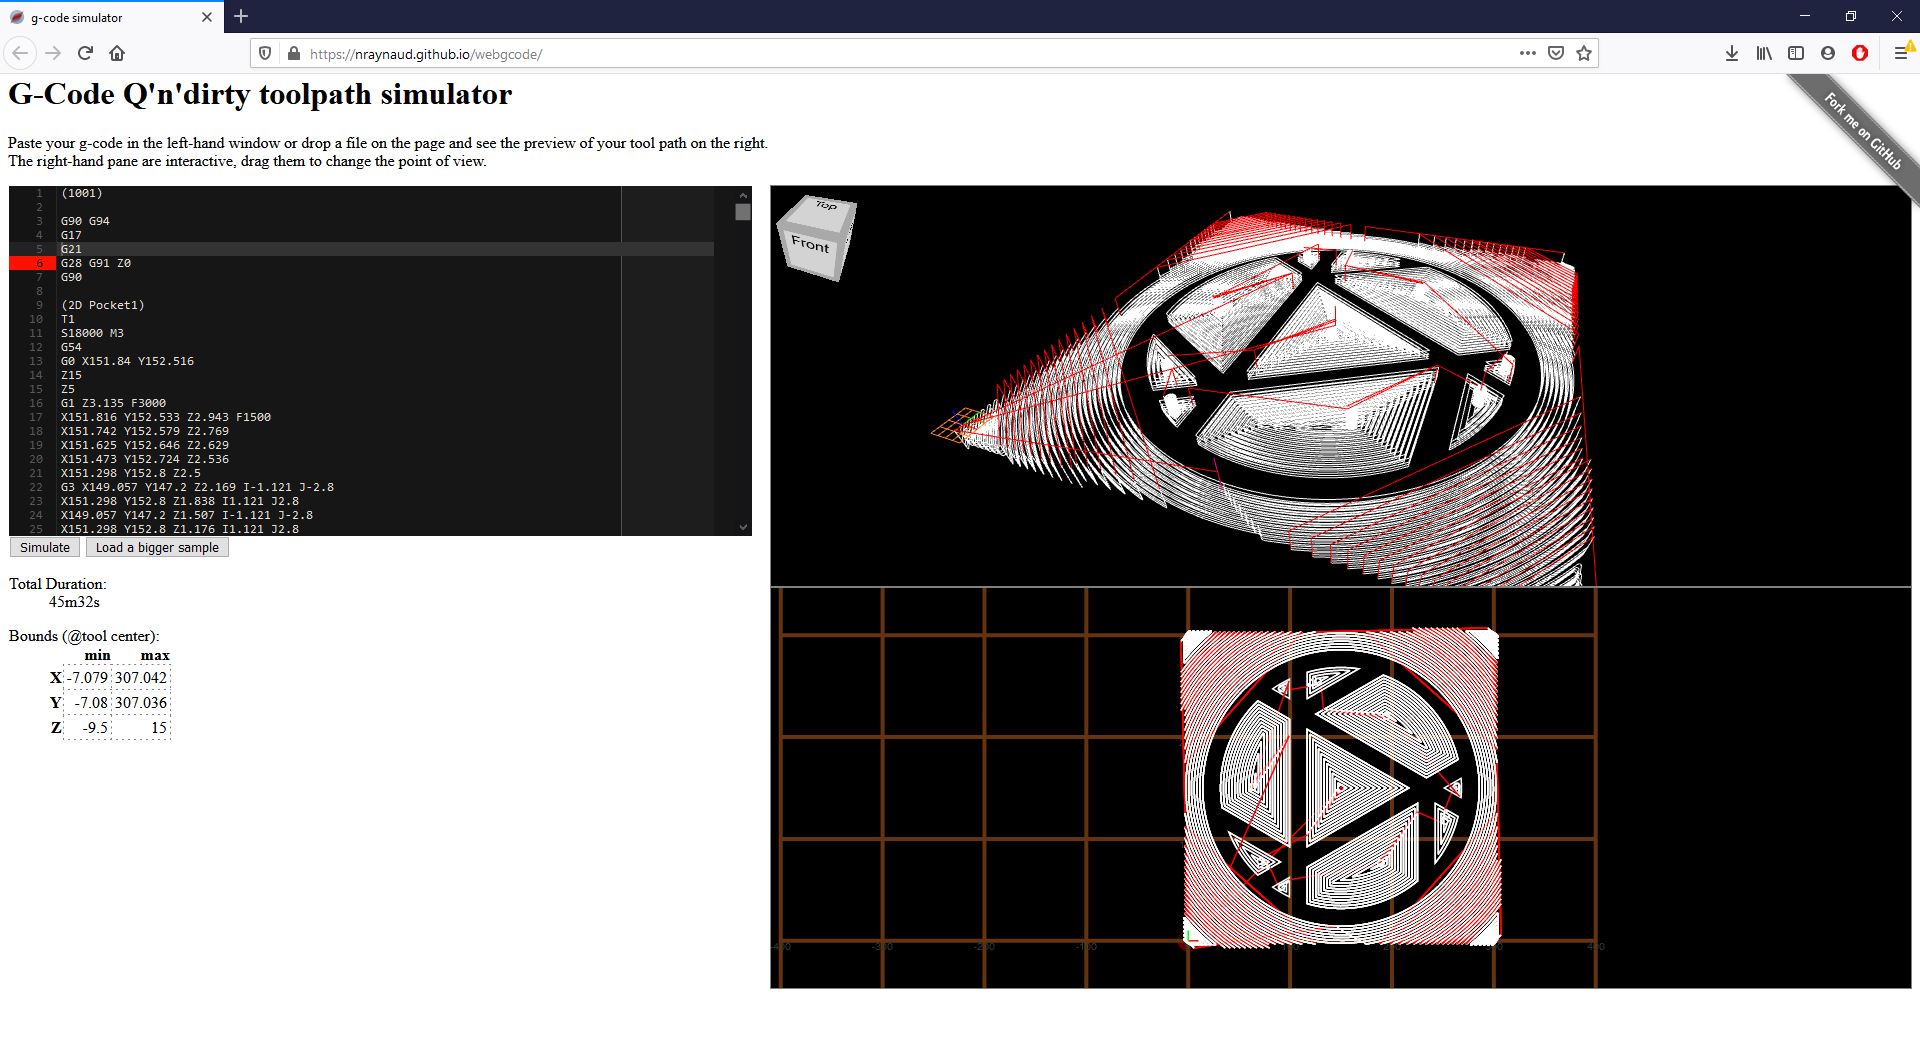 g-code simulator
https://nraynaud.github.io/webgcode/
G-Code Q'n'dirty toolpath simulator
Fork me on GitHub
Paste your g-code in the left-hand window or drop a file on the page and see the preview of your tool path on the right.
The right-hand pane are interactive, drag them to change the point of view.
1 (1001)
2
3 G90 G94
4 G17
5 G21
6 G28 G91 Z0
7 G90
8
9 (2D Pocket1)
10 T1
11 S18000 M3
12 G54
13 G0 X151.84 Y152.516
14 Z15
15 Z5
16 G1 Z3.135 F3000
17 X151.816 Y152.533 Z2.943 F1500
18 X151.742 Y152.579 Z2.769
19 X151.625 Y152.646 Z2.629
20 X151.473 Y152.724 Z2.536
21 X151.298 Y152.8 Z2.5
22 G3 X149.057 Y147.2 Z2.169 I-1.121 J-2.8
23 X151.298 Y152.8 Z1.838 I1.121 J2.8
24 X149.057 Y147.2 Z1.507 I-1.121 J-2.8
25 X151.298 Y152.8 Z1.176 I1.121 J2.8
Simulate Load a bigger sample
Total Duration:
45m32s
Bounds (@tool center):
min max
X -7.079 307.042
Y -7.08 307.036
Z -9.5 15
Top
Front
-300 -200 -100 400